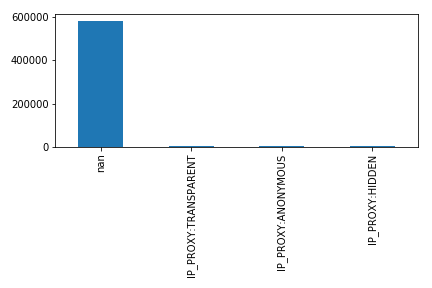 600000
400000
200000
0
nan
IP_PROXY:TRANSPARENT
IP_PROXY:ANONYMOUS
IP_PROXY:HIDDEN